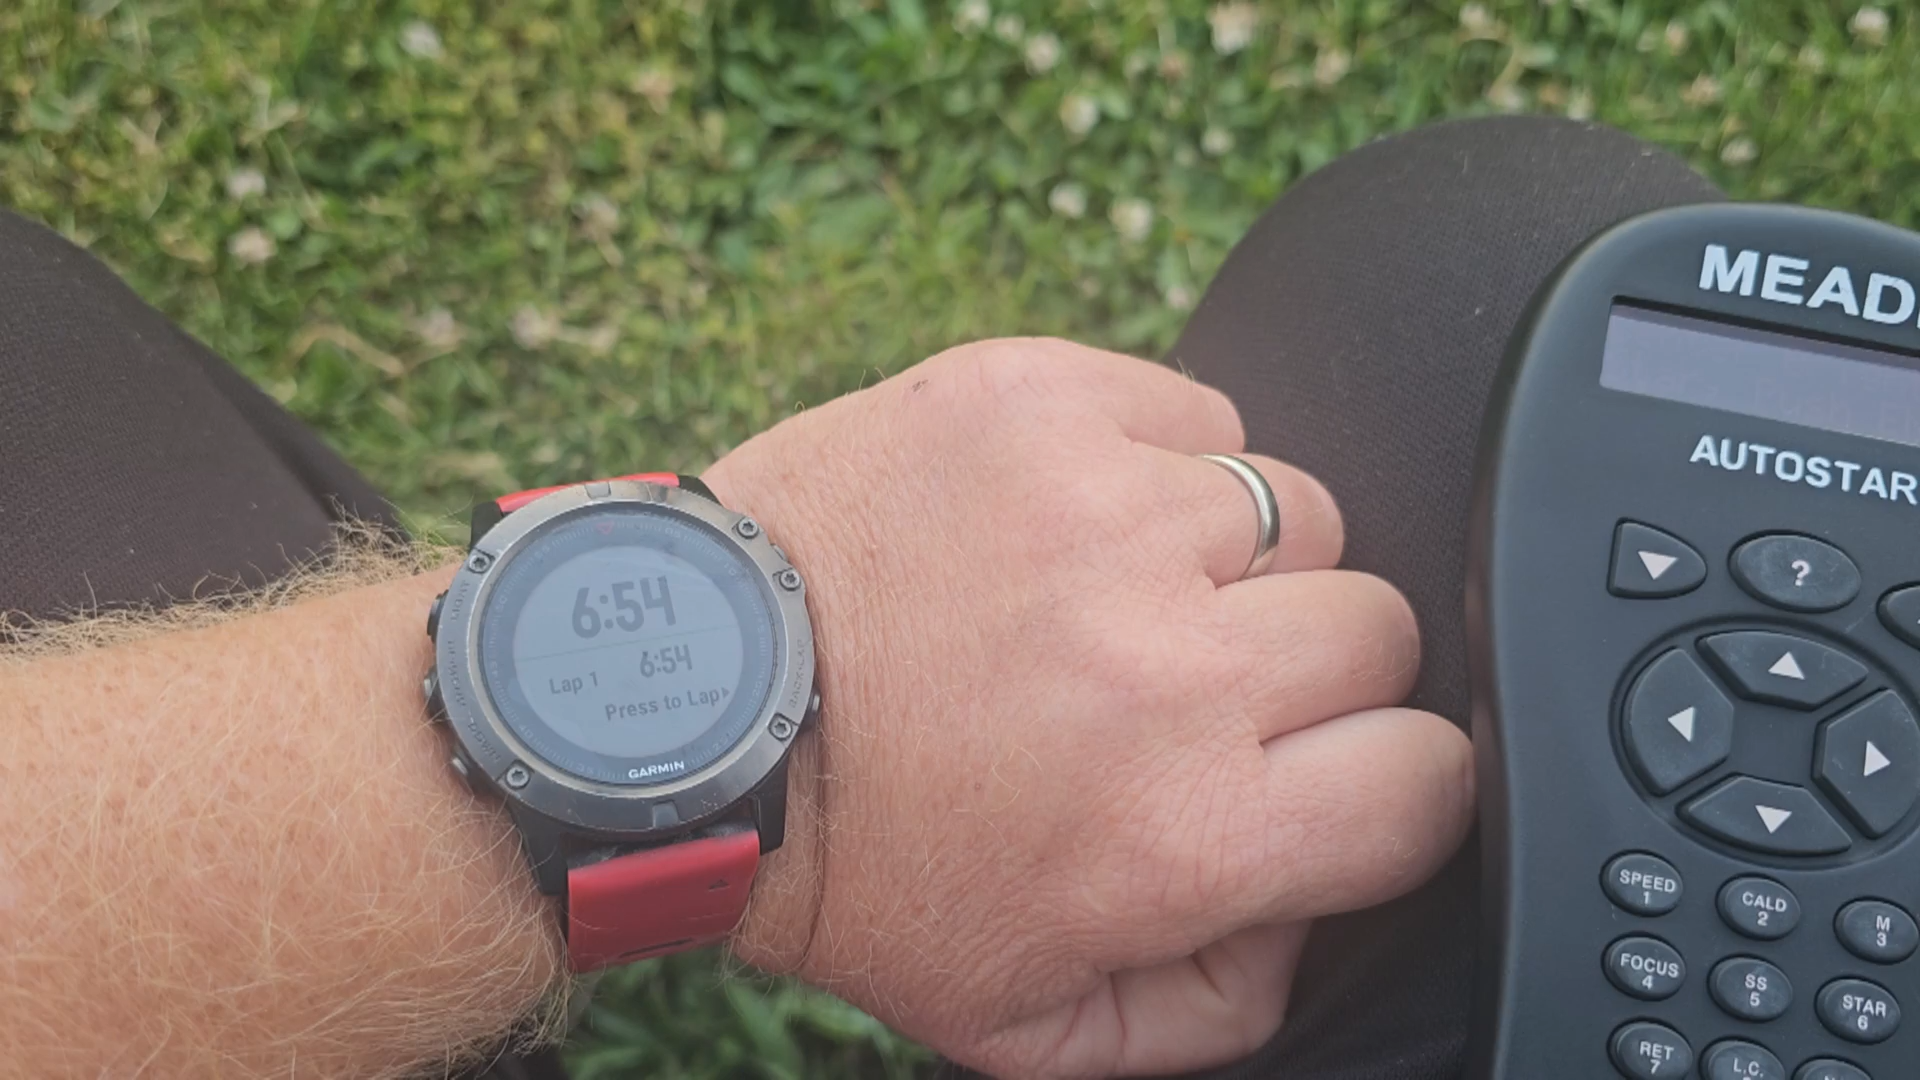 6:54
Lap 1 6:54
Press to Lap
GARMIN
MEAD
AUTOSTAR
?
SPEED
1
CALD
2
M
3
FOCUS
4
SS
5
STAR
6
RET
7
L.C.